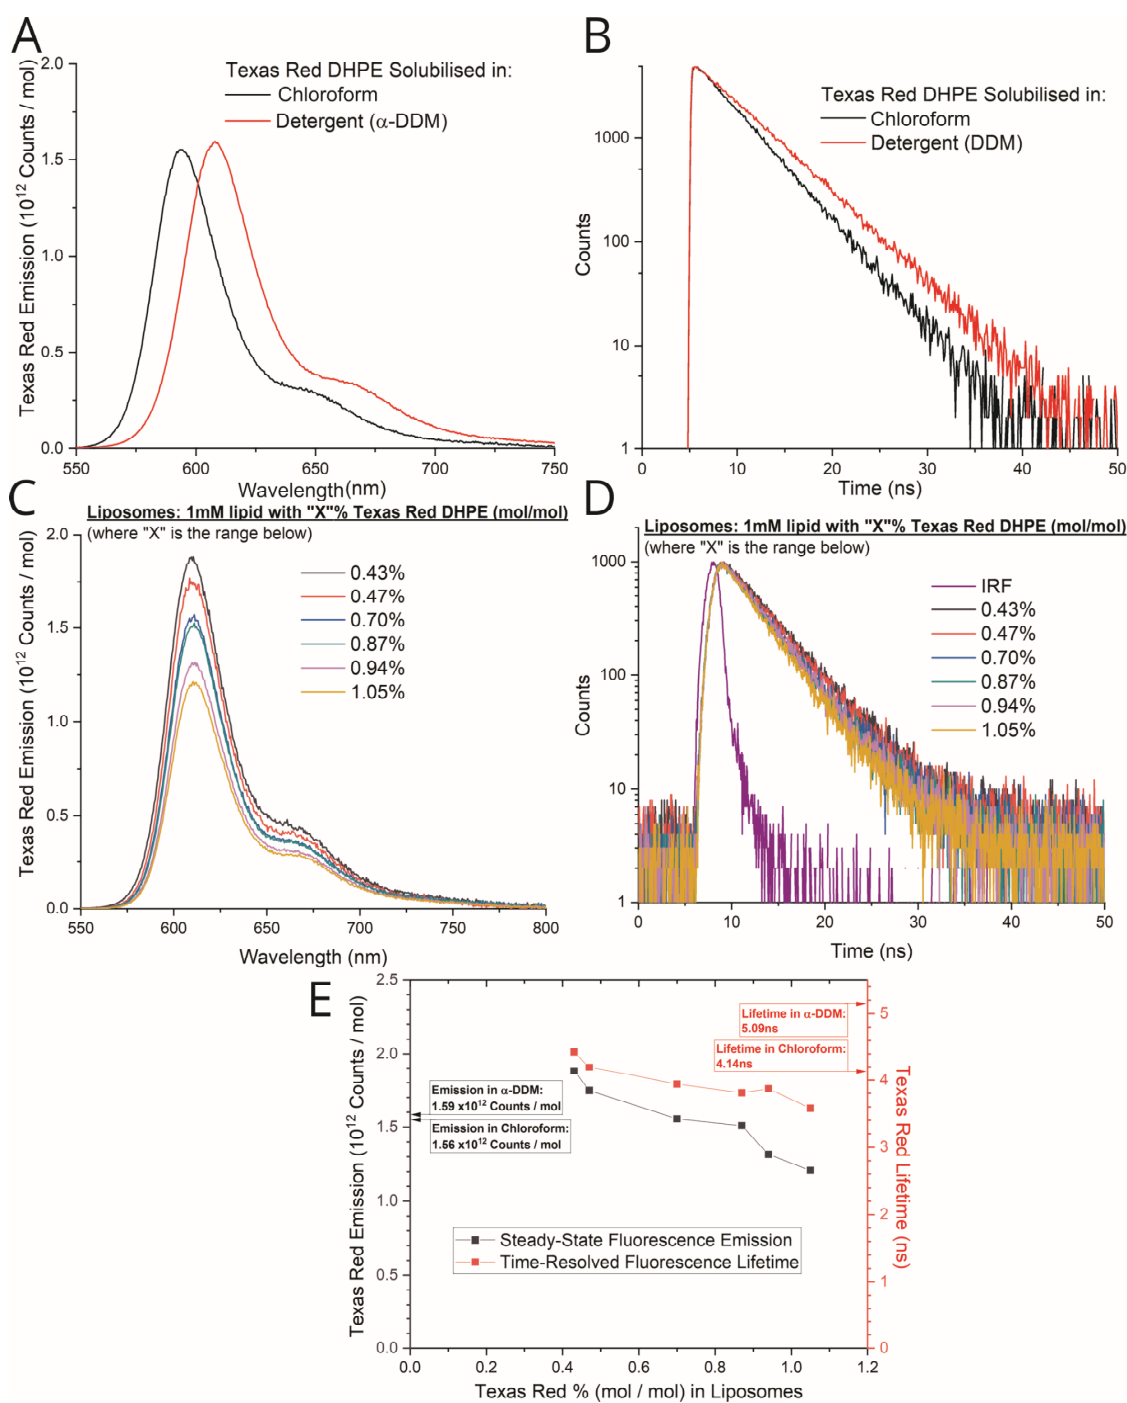 A
Texas Red Emission (10¹² Counts / mol)
2.0
1.5
1.0
0.5
0.0
Texas Red DHPE Solubilised in:
Chloroform
Detergent (α-DDM)
550
600
650
700
750
Wavelength(nm)
B
Counts
1000
100
10
1
Texas Red DHPE Solubilised in:
Chloroform
Detergent (DDM)
0
10
20
30
40
50
Time (ns)
C
Liposomes: 1mM lipid with "X"% Texas Red DHPE (mol/mol)
(where "X" is the range below)
Texas Red Emission (10¹² Counts / mol)
2.0
1.5
1.0
0.5
0.0
0.43%
0.47%
0.70%
0.87%
0.94%
1.05%
550
600
650
700
750
800
Wavelength (nm)
D
Liposomes: 1mM lipid with "X"% Texas Red DHPE (mol/mol)
(where "X" is the range below)
Counts
1000
100
10
1
IRF
0.43%
0.47%
0.70%
0.87%
0.94%
1.05%
0
10
20
30
40
50
Time (ns)
E
Texas Red Emission (10¹² Counts / mol)
2.5
2.0
1.5
1.0
0.5
0.0
Lifetime in α-DDM:
5.09ns
Lifetime in Chloroform:
4.14ns
Emission in α-DDM:
1.59 x10¹² Counts / mol
Emission in Chloroform:
1.56 x10¹² Counts / mol
Steady-State Fluorescence Emission
Time-Resolved Fluorescence Lifetime
5
4
3
2
1
0
Texas Red Lifetime (ns)
0.0
0.2
0.4
0.6
0.8
1.0
1.2
Texas Red % (mol / mol) in Liposomes